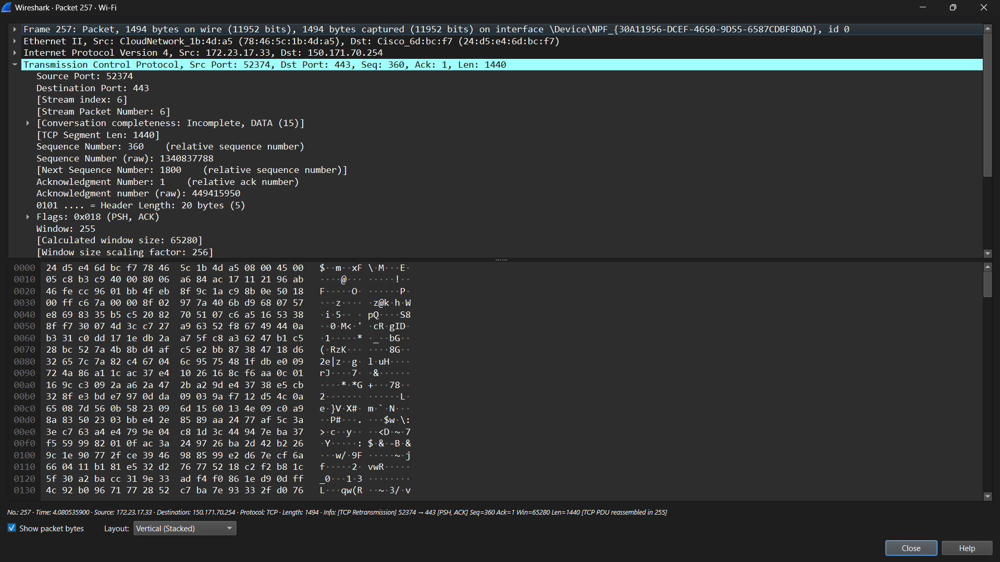 Wireshark · Packet 257 · Wi-Fi
Frame 257: Packet, 1494 bytes on wire (11952 bits), 1494 bytes captured (11952 bits) on interface \Device\NPF_{30A11956-DCEF-4650-9D55-6587CDBF8DAD}, id 0
Ethernet II, Src: CloudNetwork_1b:4d:a5 (78:46:5c:1b:4d:a5), Dst: Cisco_6d:bc:f7 (24:d5:e4:6d:bc:f7)
Internet Protocol Version 4, Src: 172.23.17.33, Dst: 150.171.70.254
Transmission Control Protocol, Src Port: 52374, Dst Port: 443, Seq: 360, Ack: 1, Len: 1440
Source Port: 52374
Destination Port: 443
[Stream index: 6]
[Stream Packet Number: 6]
[Conversation completeness: Incomplete, DATA (15)]
[TCP Segment Len: 1440]
Sequence Number: 360    (relative sequence number)
Sequence Number (raw): 1340837788
[Next Sequence Number: 1800    (relative sequence number)]
Acknowledgment Number: 1    (relative ack number)
Acknowledgment number (raw): 449415950
0101 .... = Header Length: 20 bytes (5)
Flags: 0x018 (PSH, ACK)
Window: 255
[Calculated window size: 65280]
[Window size scaling factor: 256]
0000 24 d5 e4 6d bc f7 78 46 5c 1b 4d a5 08 00 45 00 $··m··xF \·M···E·
0010 05 c8 b3 c9 40 00 80 06 a6 84 ac 17 11 21 96 ab ····@··· ·····!··
0020 46 fe cc 96 01 bb 4f eb 8f 9c 1a c9 8b 0e 50 18 F·····O· ······P·
0030 00 ff c6 7a 00 00 8f 02 97 7a 40 6b d9 68 07 57 ···z···· ·z@k·h·W
0040 e8 69 83 35 b5 c5 20 82 70 51 07 c6 a5 16 53 38 ·i·5·· · pQ····S8
0050 8f f7 30 07 4d 3c c7 27 a9 63 52 f8 67 49 44 0a ··0·M<·' ·cR·gID·
0060 b3 31 c0 dd 17 1e db 2a a7 5f c8 a3 62 47 b1 c5 ·1·····* ·_··bG··
0070 28 bc 52 7a 4b 8b d4 af c5 e2 bb 87 38 47 18 d6 (·RzK··· ····8G··
0080 32 65 7c 7a 82 c4 67 04 6c 95 75 48 1f db e0 09 2e|z··g· l·uH····
0090 72 4a 86 a1 1c ac 37 e4 10 26 16 8c f6 aa 0c 01 rJ····7· ·&······
00a0 16 9c c3 09 2a a6 2a 47 2b a2 9d e4 37 38 e5 cb ····*·*G +···78··
00b0 32 8f e3 bd e7 97 0d da 09 03 9a f7 12 d5 4c 0a 2······· ······L·
00c0 65 08 7d 56 0b 58 23 09 6d 15 60 13 4e 09 c0 a9 e·}V·X#· m·`·N···
00d0 8a 83 50 23 03 bb e4 2e 85 89 aa 24 77 af 5c 3a ··P#···. ···$w·\:
00e0 3e c7 63 a4 e4 79 9e 04 c8 1d 3c 44 94 7e ba 37 >·c··y·· ··<D·~·7
00f0 f5 59 99 82 01 0f ac 3a 24 97 26 ba 2d 42 b2 26 ·Y·····: $·&·-B·&
0100 9c 1e 90 77 2f ce 39 46 98 85 99 e2 d6 7e cf 6a ···w/·9F ·····~·j
0110 66 04 11 b1 81 e5 32 d2 76 77 52 18 c2 f2 b8 1c f·····2· vwR·····
0120 5f 30 a2 ba cc 31 9e 33 ad f4 f0 86 1e d9 0d ff _0···1·3 ········
0130 4c 92 b0 96 71 77 28 52 c7 ba 7e 93 33 2f d0 76 L···qw(R ··~·3/·v
No.: 257 · Time: 4.080535900 · Source: 172.23.17.33 · Destination: 150.171.70.254 · Protocol: TCP · Length: 1494 · Info: [TCP Retransmission] 52374 → 443 [PSH, ACK] Seq=360 Ack=1 Win=65280 Len=1440 [TCP PDU reassembled in 255]
Show packet bytes Layout: Vertical (Stacked)
Close Help